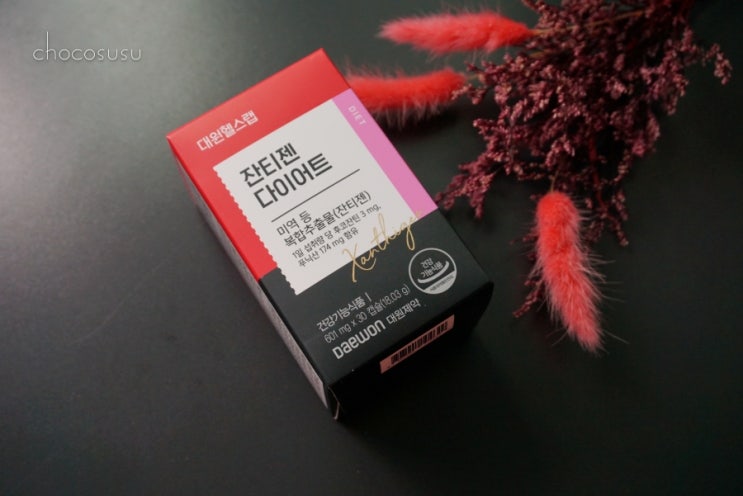 chocosusu
대원헬스랩
DIET
잔티젠
다이어트
미역 등
복합추출물(잔티젠)
1일 섭취량 당 후코잔틴 3 mg,
푸닉산 174 mg 함유
Xanthigen
건강
기능식품
건강기능식품 |
601 mg x 30 캡슐(18.03 g)
DAEWON 대원제약